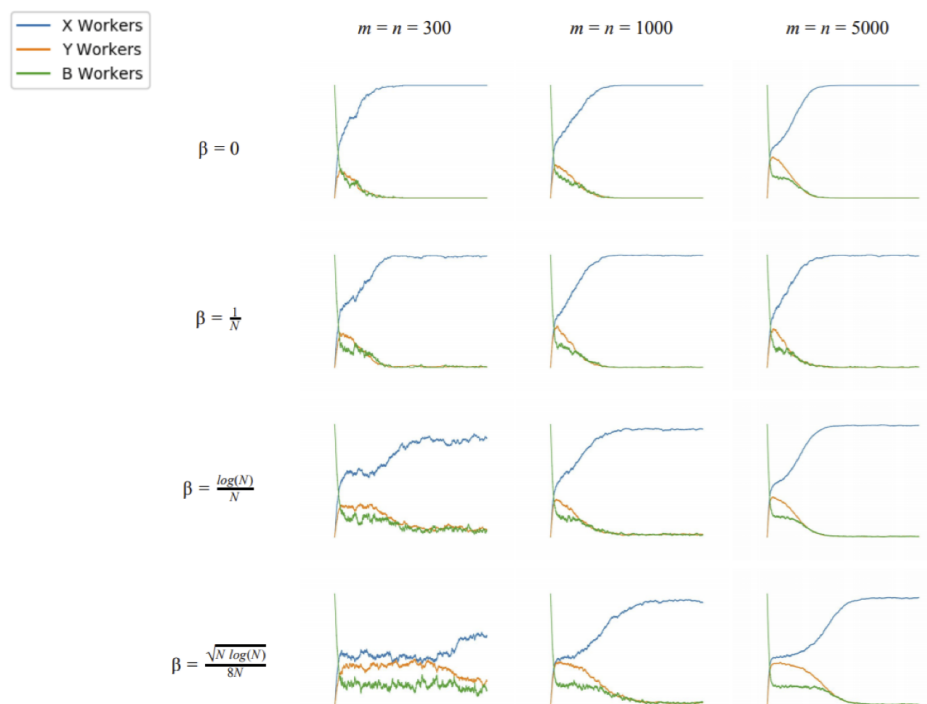 X Workers
Y Workers
B Workers
m = n = 300
m = n = 1000
m = n = 5000
β = 0
β = 1/N
β = log(N)/N
β = √(N log(N))/8N